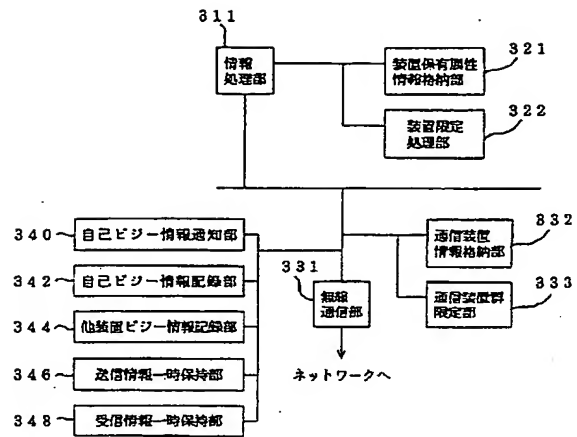 311
情報
処理部
装置保有属性
情報格納部
321
装置限定
処理部
322
340
自己ビジー情報通知部
342
自己ビジー情報記録部
344
他装置ビジー情報記録部
346
送信情報一時保持部
348
受信情報一時保持部
331
無線
通信部
ネットワークへ
通信装置
情報格納部
332
通信装置群
限定部
333